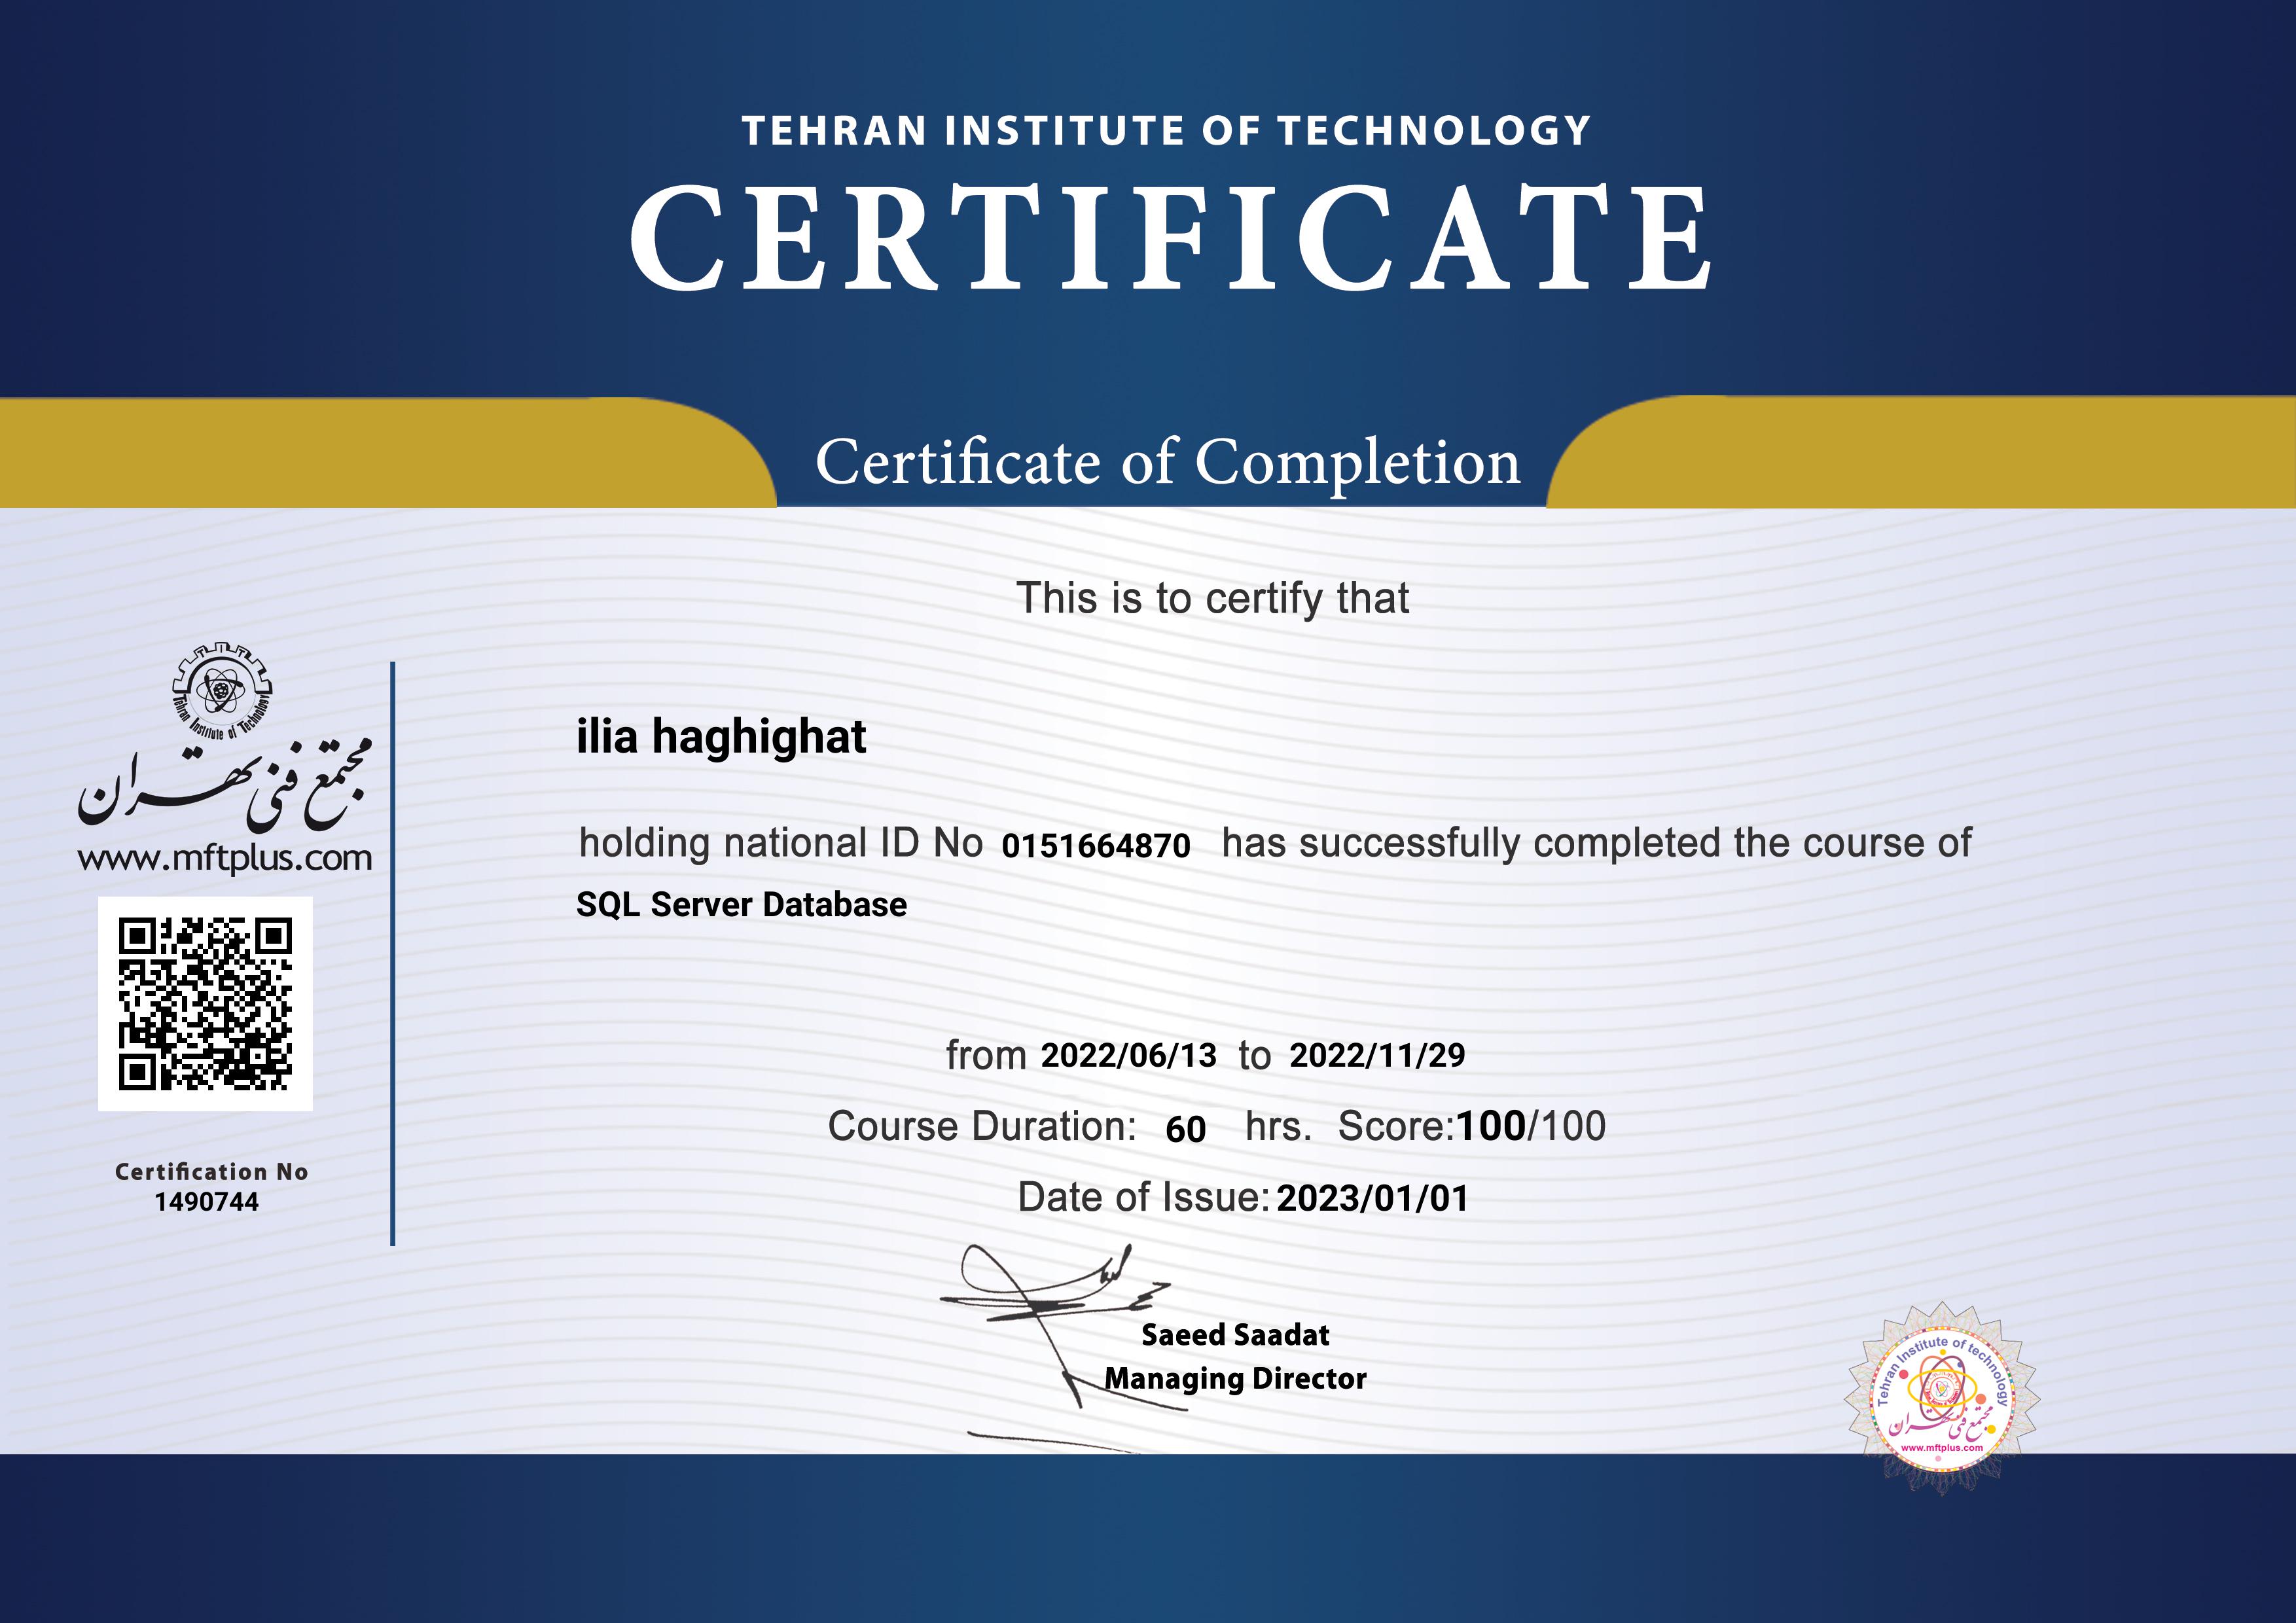 TEHRAN INSTITUTE OF TECHNOLOGY
CERTIFICATE
Certificate of Completion
This is to certify that
ilia haghighat
holding national ID No 0151664870 has successfully completed the course of
SQL Server Database
from 2022/06/13 to 2022/11/29
Course Duration: 60 hrs. Score:100/100
Date of Issue: 2023/01/01
Saeed Saadat
Managing Director
Tehran Institute of Technology
مجتمع فنی تهران
www.mftplus.com
Certification No
1490744
Tehran Institute of technology
مجتمع فنی تهران
www.mftplus.com